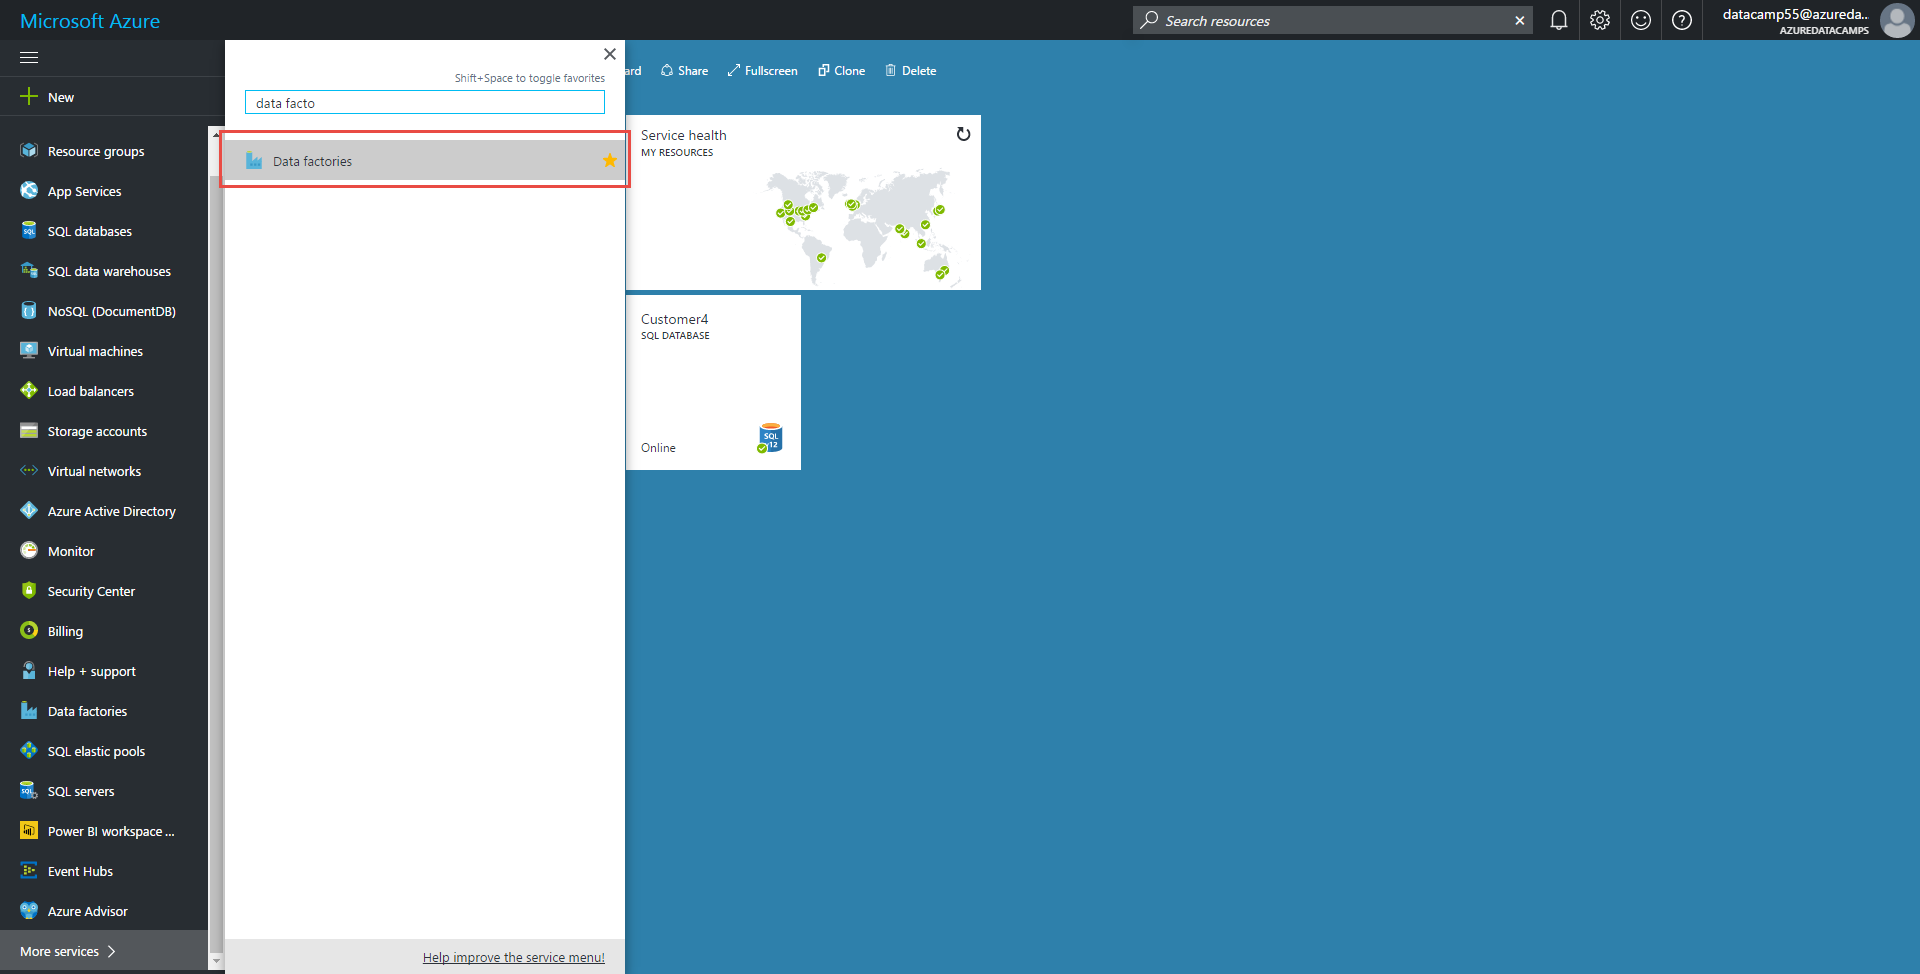 Microsoft Azure
Search resources
datacamp55@azureda...
AZUREDATACAMPS
New
Resource groups
App Services
SQL databases
SQL data warehouses
NoSQL (DocumentDB)
Virtual machines
Load balancers
Storage accounts
Virtual networks
Azure Active Directory
Monitor
Security Center
Billing
Help + support
Data factories
SQL elastic pools
SQL servers
Power BI workspace ...
Event Hubs
Azure Advisor
More services
Shift+Space to toggle favorites
data facto
Data factories
Help improve the service menu!
ard Share Fullscreen Clone Delete
Service health
MY RESOURCES
Customer4
SQL DATABASE
Online
SQL
V12